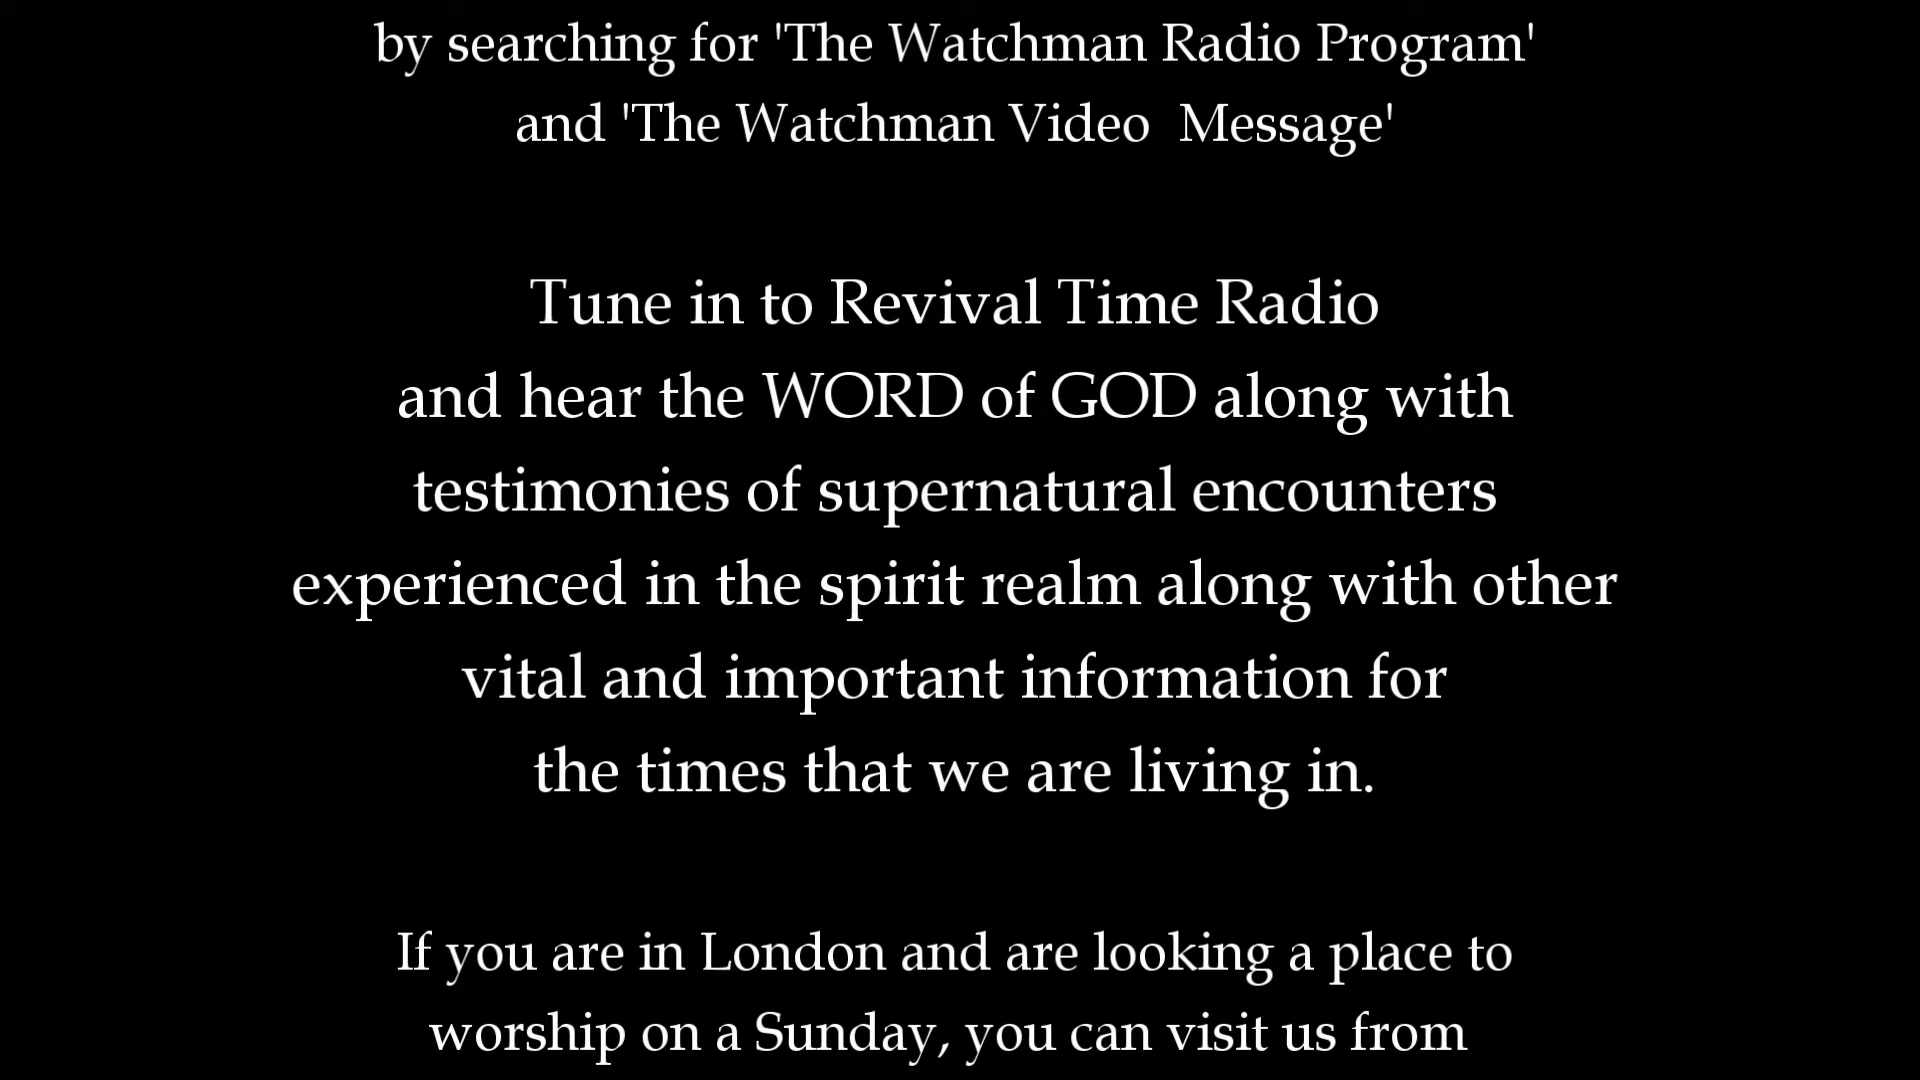 by searching for 'The Watchman Radio Program'
and 'The Watchman Video  Message'
Tune in to Revival Time Radio
and hear the WORD of GOD along with
testimonies of supernatural encounters
experienced in the spirit realm along with other
vital and important information for
the times that we are living in.
If you are in London and are looking a place to
worship on a Sunday, you can visit us from